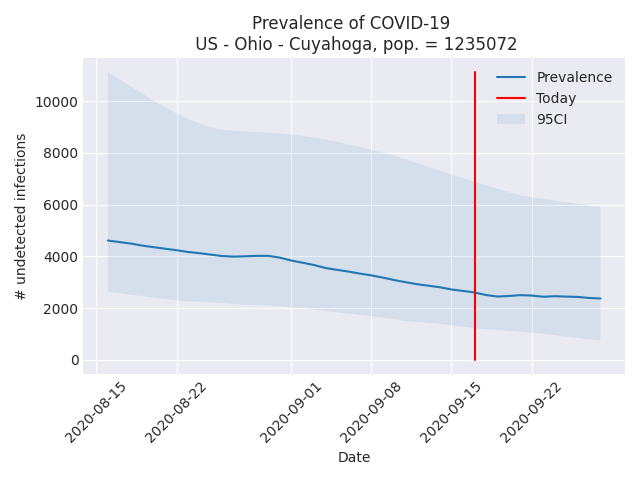 Prevalence of COVID-19
US - Ohio - Cuyahoga, pop. = 1235072
Prevalence
Today
95CI
# undetected infections
10000
8000
6000
4000
2000
0
2020-08-15
2020-08-22
2020-09-01
2020-09-08
2020-09-15
2020-09-22
Date